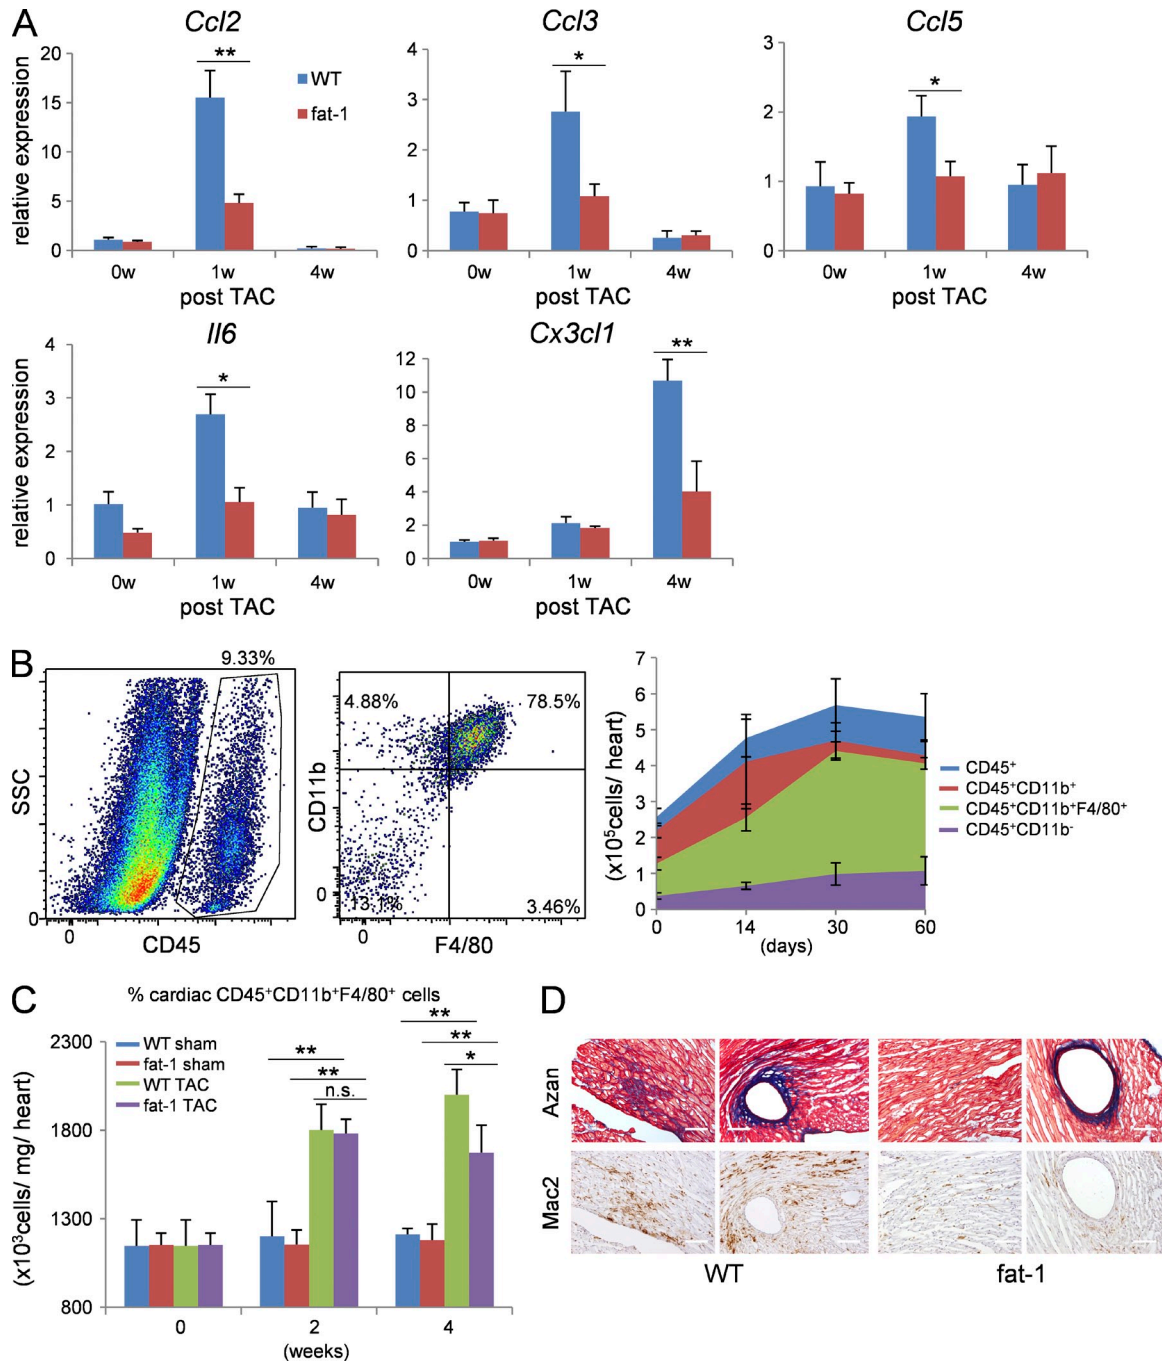 A
Ccl2
relative expression
20
15
10
5
0
**
WT
fat-1
0w 1w 4w
post TAC
Ccl3
4
3
2
1
0
*
0w 1w 4w
post TAC
Ccl5
3
2
1
0
*
0w 1w 4w
post TAC
Il6
relative expression
4
3
2
1
0
*
0w 1w 4w
post TAC
Cx3cl1
12
10
8
6
4
2
0
**
0w 1w 4w
post TAC
B
9.33%
SSC
0
0
CD45
4.88%
78.5%
CD11b
0
13.1%
3.46%
0
F4/80
(x10⁵cells/ heart)
7
6
5
4
3
2
1
0
0 14 30 60
(days)
CD45⁺
CD45⁺CD11b⁺
CD45⁺CD11b⁺F4/80⁺
CD45⁺CD11b⁻
C
% cardiac CD45⁺CD11b⁺F4/80⁺ cells
(x10³cells/ mg/ heart)
2300
1800
1300
800
WT sham
fat-1 sham
WT TAC
fat-1 TAC
**
**
n.s.
**
**
*
0 2 4
(weeks)
D
Azan
Mac2
WT fat-1